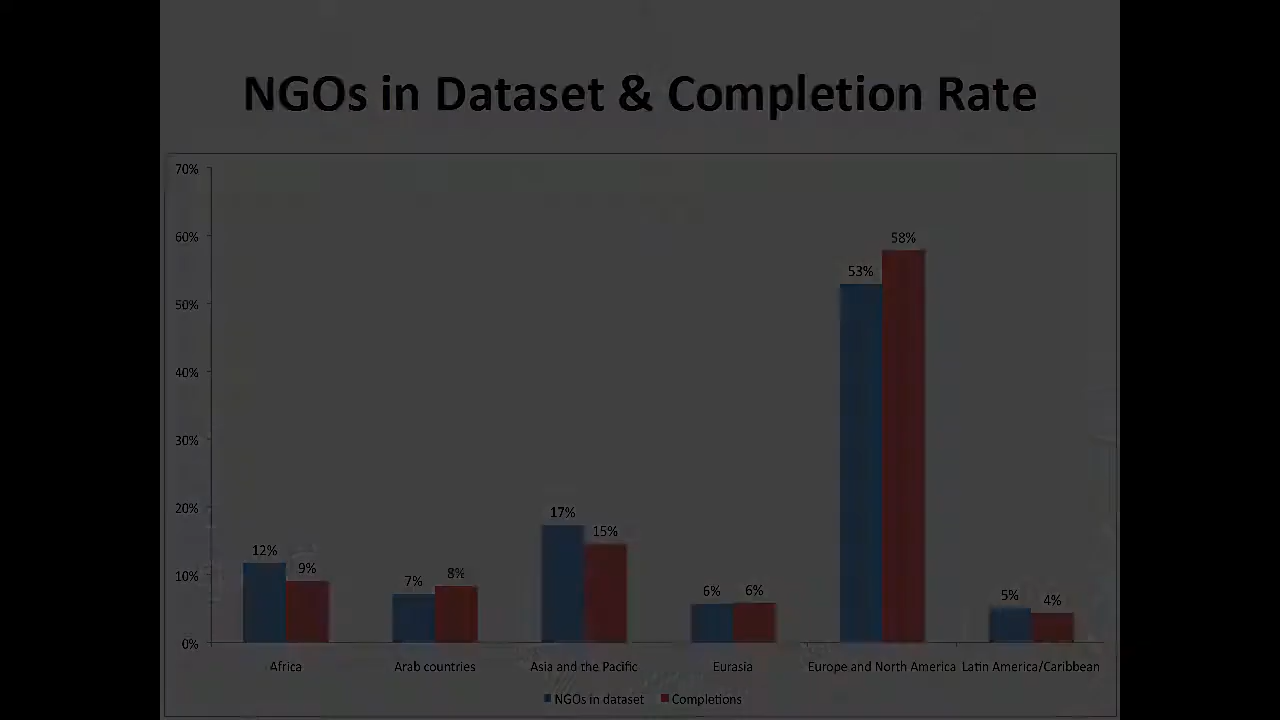 NGOs in Dataset & Completion Rate
70%
60%
50%
40%
30%
20%
10%
0%
12%
9%
7%
8%
17%
15%
6%
6%
53%
58%
5%
4%
Africa
Arab countries
Asia and the Pacific
Eurasia
Europe and North America
Latin America/Caribbean
NGOs in dataset
Completions